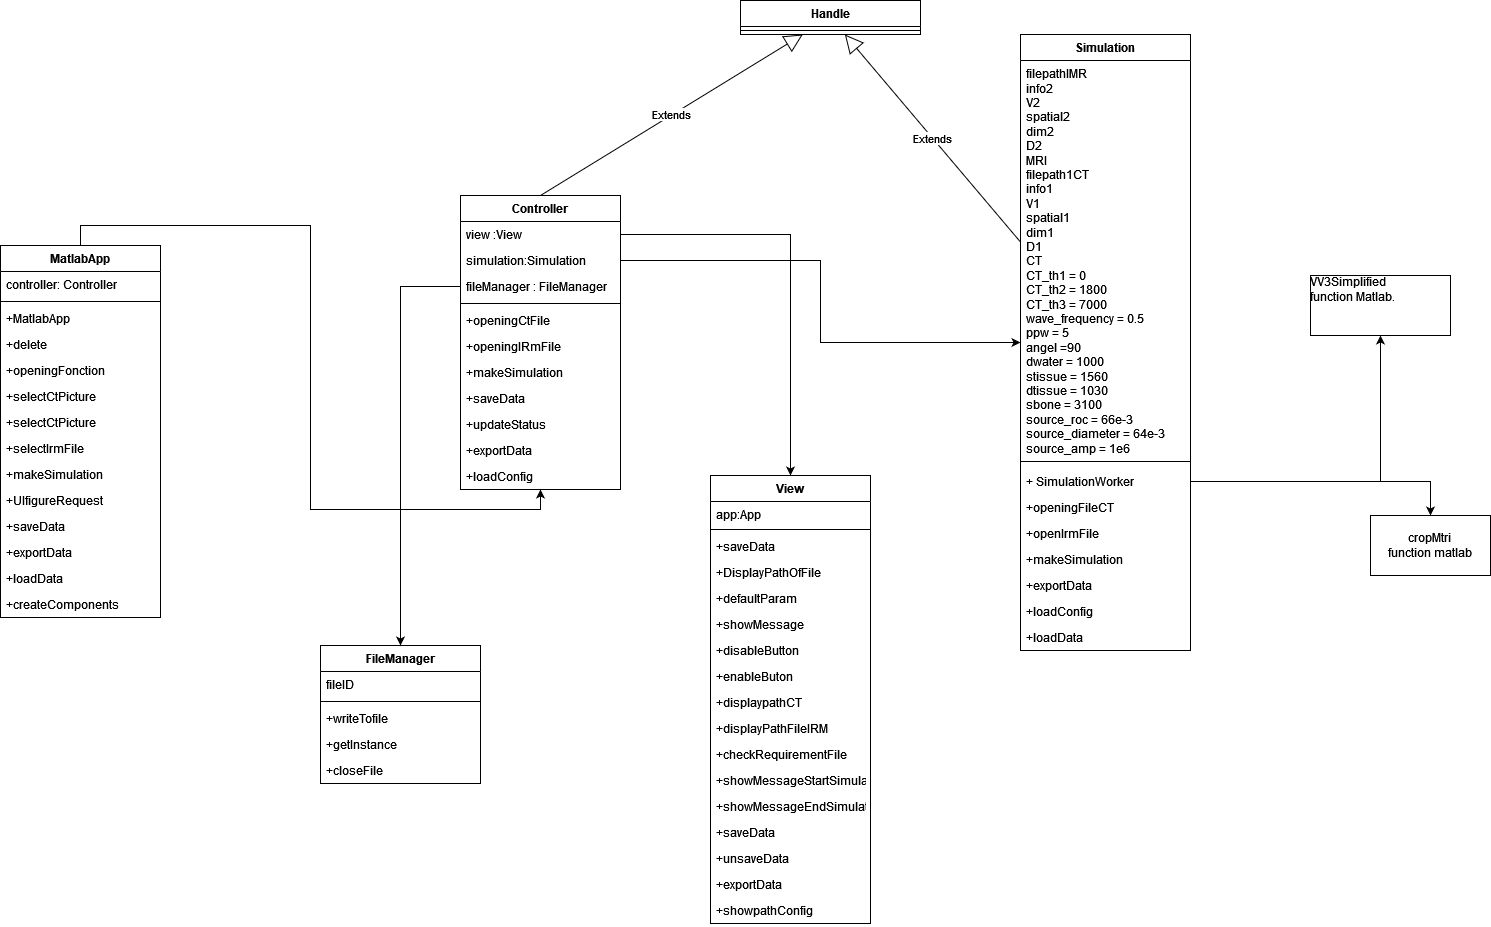 Handle
Extends
Extends
Simulation
filepathIMR
info2
V2
spatial2
dim2
D2
MRI
filepath1CT
info1
V1
spatial1
dim1
D1
CT
CT_th1 = 0
CT_th2 = 1800
CT_th3 = 7000
wave_frequency = 0.5
ppw = 5
angel =90
dwater = 1000
stissue = 1560
dtissue = 1030
sbone = 3100
source_roc = 66e-3
source_diameter = 64e-3
source_amp = 1e6
+ SimulationWorker
+openingFileCT
+openIrmFile
+makeSimulation
+exportData
+loadConfig
+loadData
Controller
view :View
simulation:Simulation
fileManager : FileManager
+openingCtFile
+openingIRmFile
+makeSimulation
+saveData
+updateStatus
+exportData
+loadConfig
MatlabApp
controller: Controller
+MatlabApp
+delete
+openingFonction
+selectCtPicture
+selectCtPicture
+selectIrmFile
+makeSimulation
+UIfigureRequest
+saveData
+exportData
+loadData
+createComponents
VV3Simplified
function Matlab.
cropMtri
function matlab
View
app:App
+saveData
+DisplayPathOfFile
+defaultParam
+showMessage
+disableButton
+enableButon
+displaypathCT
+displayPathFileIRM
+checkRequirementFile
+showMessageStartSimula
+showMessageEndSimulat
+saveData
+unsaveData
+exportData
+showpathConfig
FileManager
fileID
+writeTofile
+getInstance
+closeFile